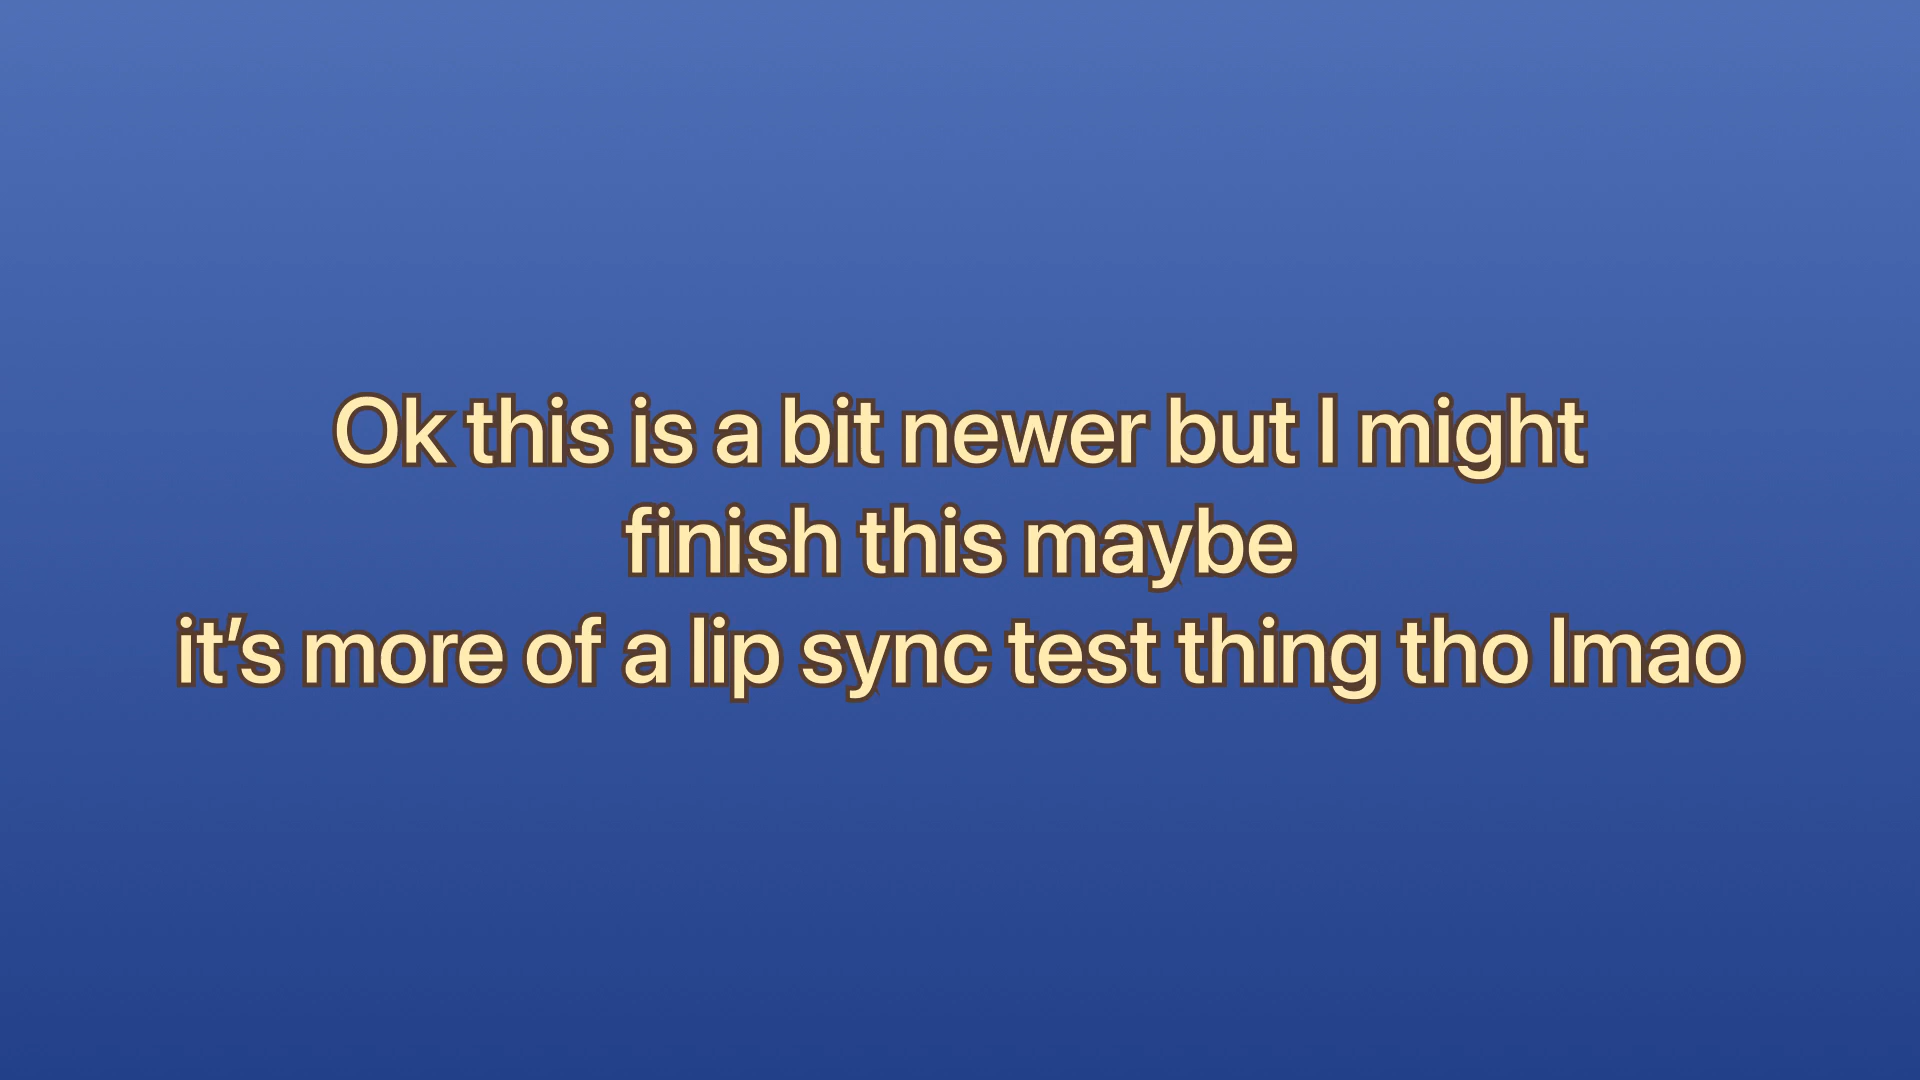 Ok this is a bit newer but I might
finish this maybe
it’s more of a lip sync test thing tho lmao